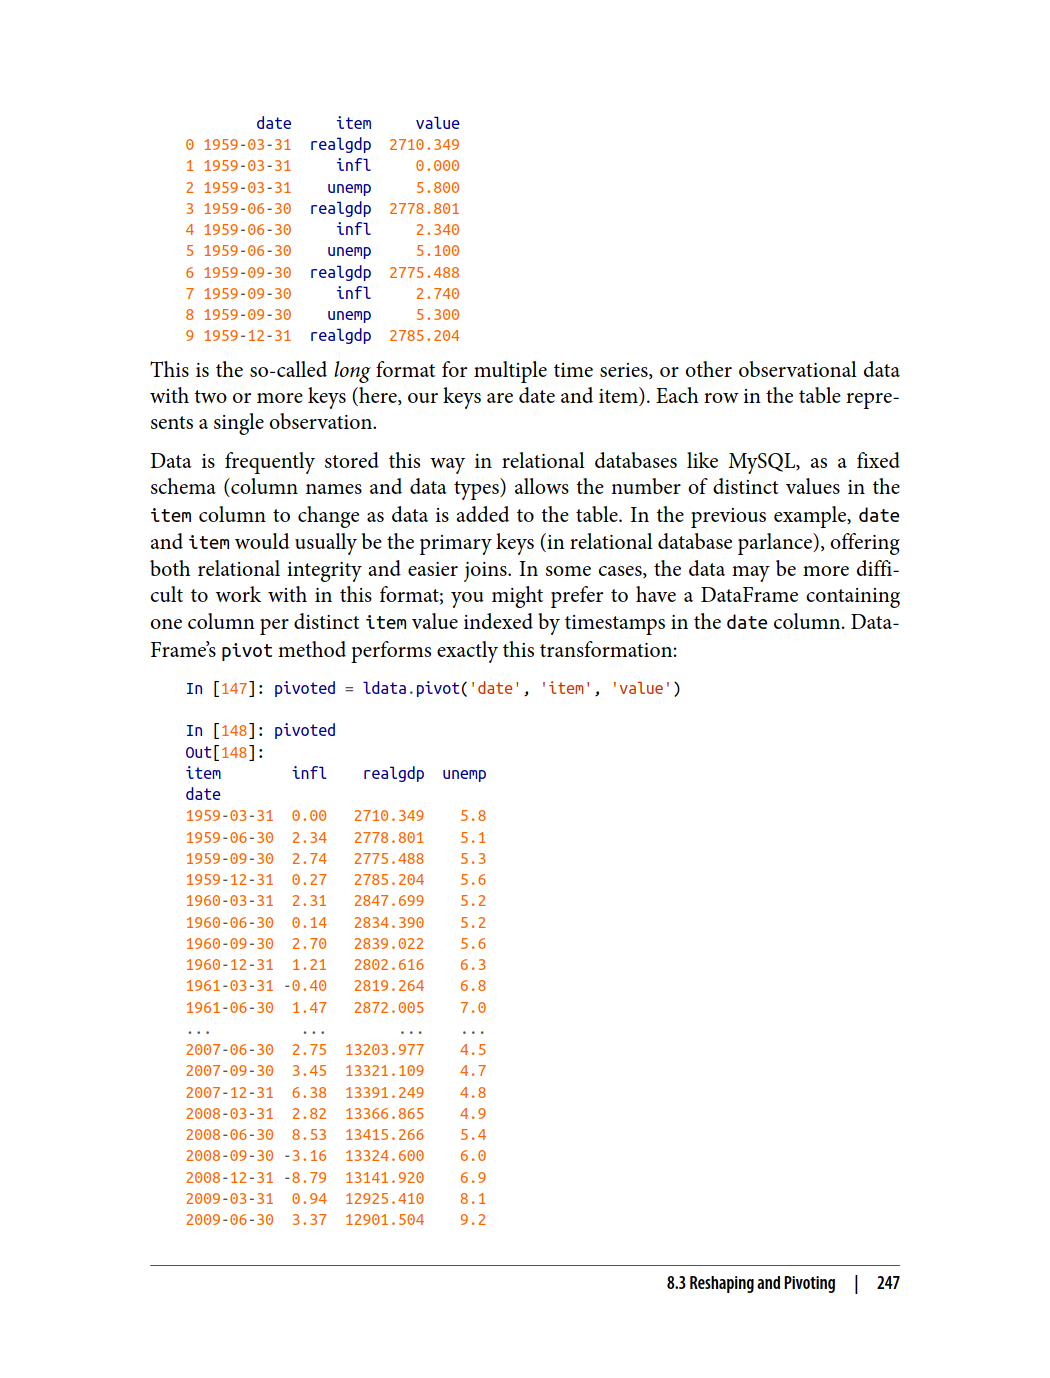 date     item     value
0 1959-03-31  realgdp  2710.349
1 1959-03-31     infl     0.000
2 1959-03-31    unemp     5.800
3 1959-06-30  realgdp  2778.801
4 1959-06-30     infl     2.340
5 1959-06-30    unemp     5.100
6 1959-09-30  realgdp  2775.488
7 1959-09-30     infl     2.740
8 1959-09-30    unemp     5.300
9 1959-12-31  realgdp  2785.204
This is the so-called long format for multiple time series, or other observational data
with two or more keys (here, our keys are date and item). Each row in the table repre-
sents a single observation.
Data is frequently stored this way in relational databases like MySQL, as a fixed
schema (column names and data types) allows the number of distinct values in the
item column to change as data is added to the table. In the previous example, date
and item would usually be the primary keys (in relational database parlance), offering
both relational integrity and easier joins. In some cases, the data may be more diffi-
cult to work with in this format; you might prefer to have a DataFrame containing
one column per distinct item value indexed by timestamps in the date column. Data-
Frame's pivot method performs exactly this transformation:
In [147]: pivoted = ldata.pivot('date', 'item', 'value')
In [148]: pivoted
Out[148]:
item        infl    realgdp  unemp
date
1959-03-31  0.00   2710.349    5.8
1959-06-30  2.34   2778.801    5.1
1959-09-30  2.74   2775.488    5.3
1959-12-31  0.27   2785.204    5.6
1960-03-31  2.31   2847.699    5.2
1960-06-30  0.14   2834.390    5.2
1960-09-30  2.70   2839.022    5.6
1960-12-31  1.21   2802.616    6.3
1961-03-31 -0.40   2819.264    6.8
1961-06-30  1.47   2872.005    7.0
...          ...        ...    ...
2007-06-30  2.75  13203.977    4.5
2007-09-30  3.45  13321.109    4.7
2007-12-31  6.38  13391.249    4.8
2008-03-31  2.82  13366.865    4.9
2008-06-30  8.53  13415.266    5.4
2008-09-30 -3.16  13324.600    6.0
2008-12-31 -8.79  13141.920    6.9
2009-03-31  0.94  12925.410    8.1
2009-06-30  3.37  12901.504    9.2
8.3 Reshaping and Pivoting | 247